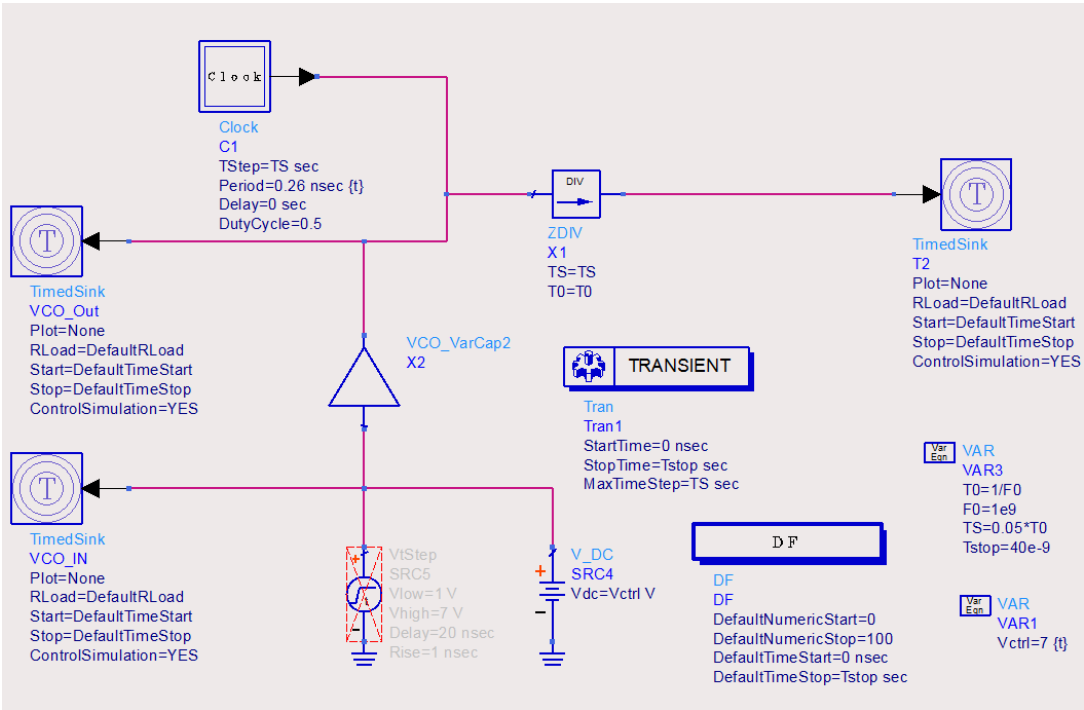 Clock
Clock
C1
TStep=TS sec
Period=0.26 nsec {t}
Delay=0 sec
DutyCycle=0.5
DIV
ZDIV
X1
TS=TS
T0=T0
T
TimedSink
T2
Plot=None
RLoad=DefaultRLoad
Start=DefaultTimeStart
Stop=DefaultTimeStop
ControlSimulation=YES
T
TimedSink
VCO_Out
Plot=None
RLoad=DefaultRLoad
Start=DefaultTimeStart
Stop=DefaultTimeStop
ControlSimulation=YES
VCO_VarCap2
X2
TRANSIENT
Tran
Tran1
StartTime=0 nsec
StopTime=Tstop sec
MaxTimeStep=TS sec
Var
Eqn
VAR
VAR3
T0=1/F0
F0=1e9
TS=0.05*T0
Tstop=40e-9
T
TimedSink
VCO_IN
Plot=None
RLoad=DefaultRLoad
Start=DefaultTimeStart
Stop=DefaultTimeStop
ControlSimulation=YES
t
VtStep
SRC5
Vlow=1 V
Vhigh=7 V
Delay=20 nsec
Rise=1 nsec
V_DC
SRC4
Vdc=Vctrl V
DF
DF
DF
DefaultNumericStart=0
DefaultNumericStop=100
DefaultTimeStart=0 nsec
DefaultTimeStop=Tstop sec
Var
Eqn
VAR
VAR1
Vctrl=7 {t}